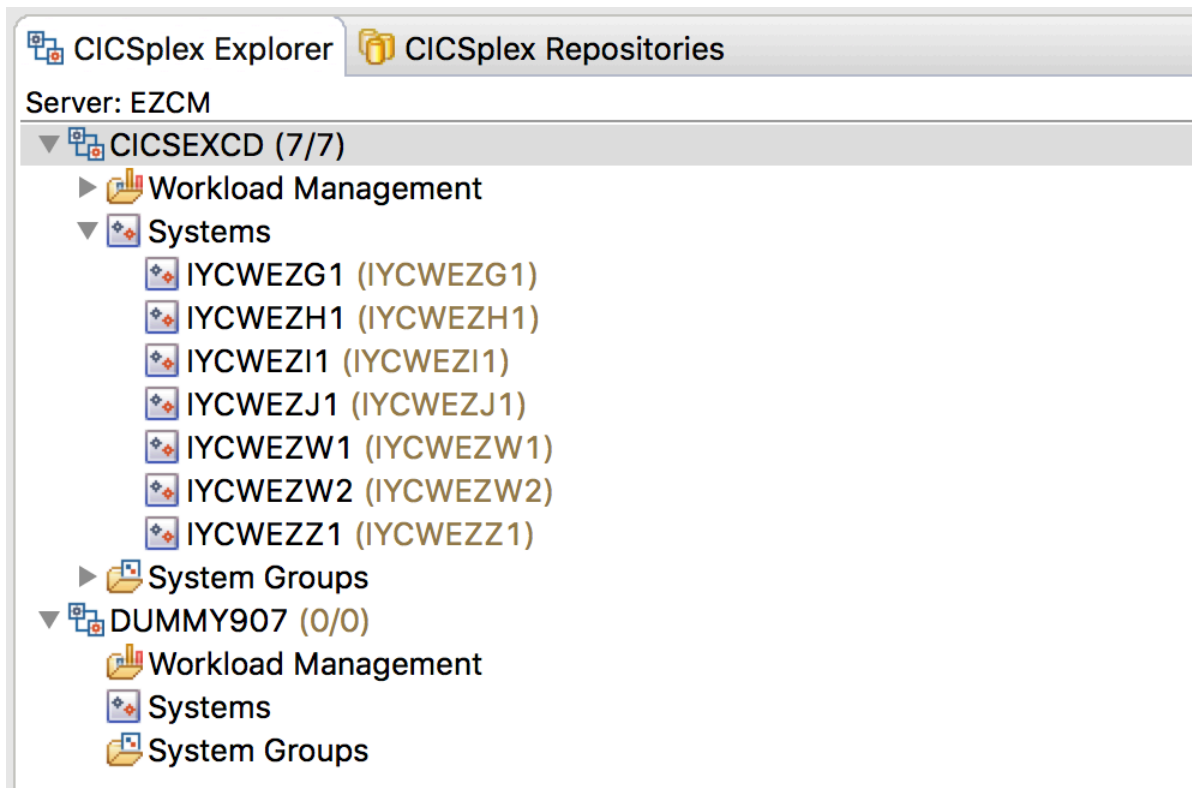 CICSplex Explorer CICSplex Repositories
Server: EZCM
CICSEXCD (7/7)
Workload Management
Systems
IYCWEZG1 (IYCWEZG1)
IYCWEZH1 (IYCWEZH1)
IYCWEZI1 (IYCWEZI1)
IYCWEZJ1 (IYCWEZJ1)
IYCWEZW1 (IYCWEZW1)
IYCWEZW2 (IYCWEZW2)
IYCWEZZ1 (IYCWEZZ1)
System Groups
DUMMY907 (0/0)
Workload Management
Systems
System Groups